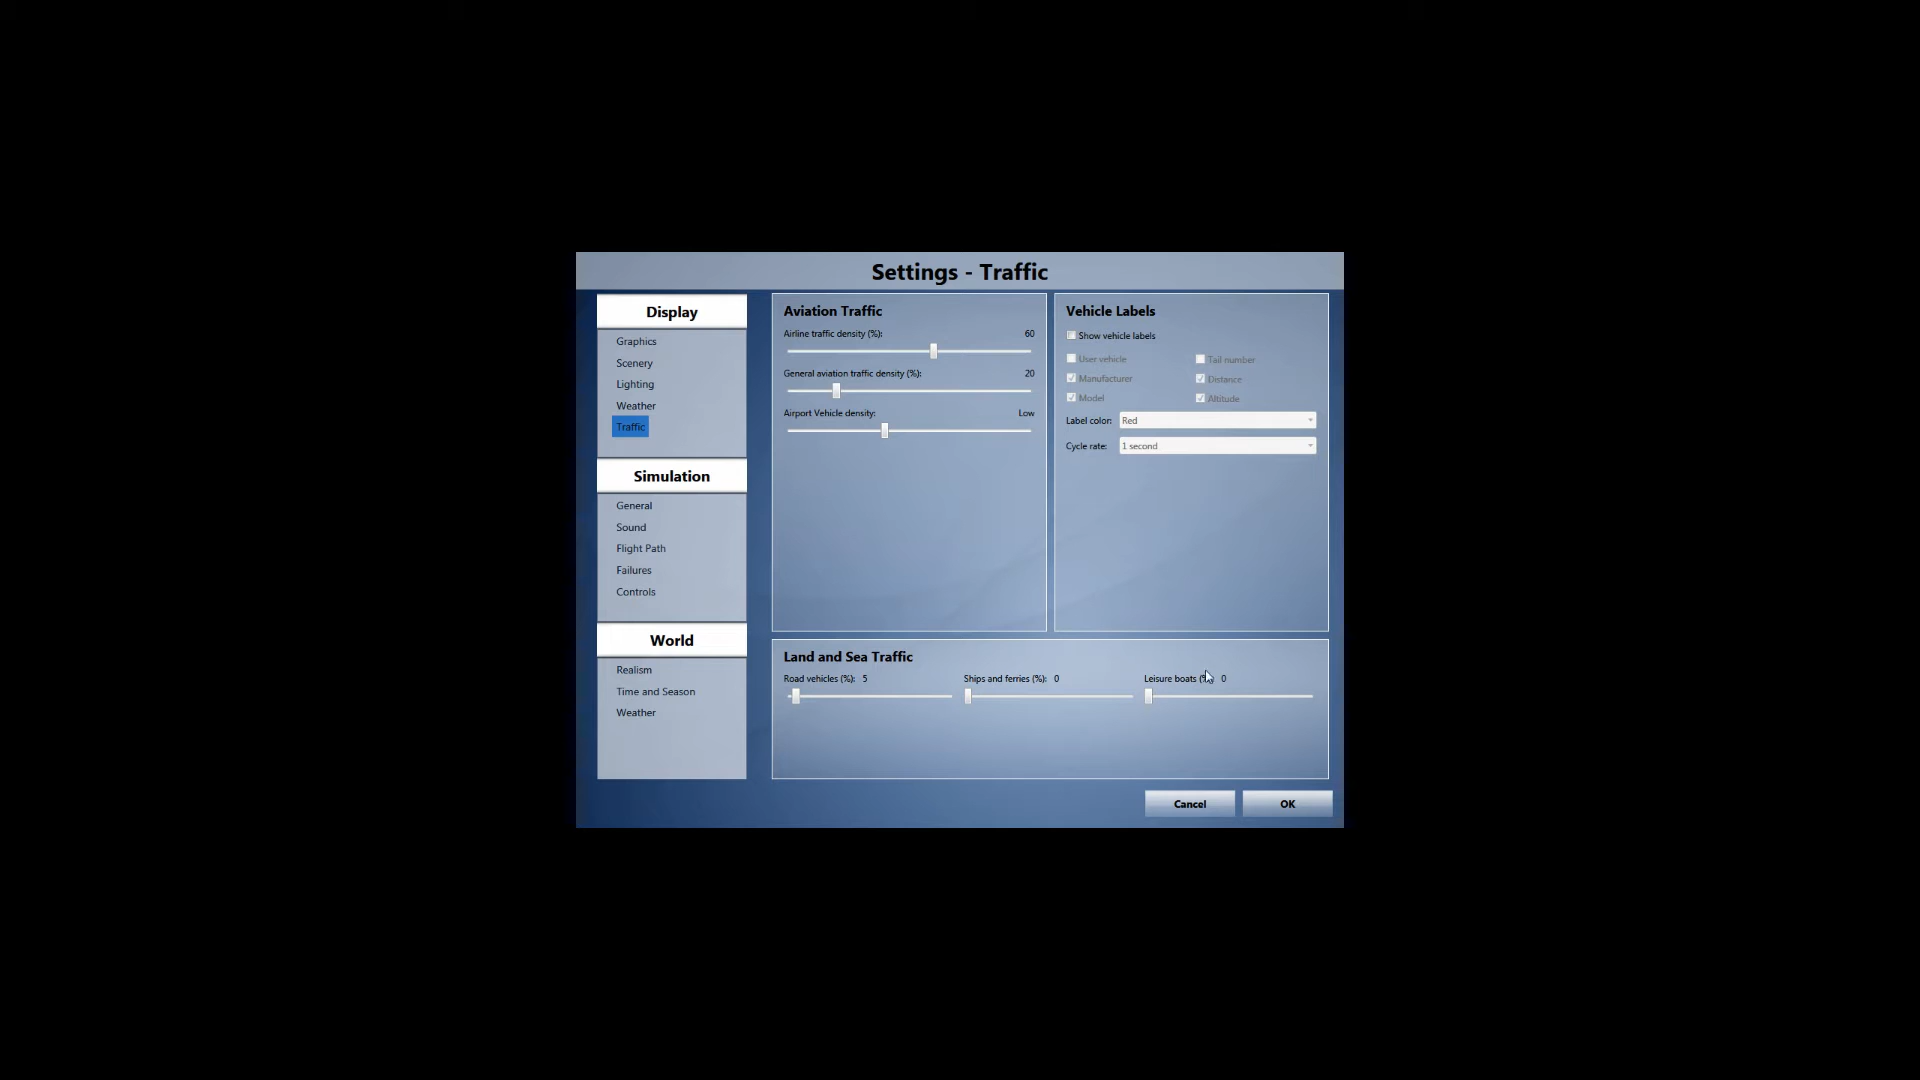 Settings - Traffic
Display
Graphics
Scenery
Lighting
Weather
Traffic
Simulation
General
Sound
Flight Path
Failures
Controls
World
Realism
Time and Season
Weather
Aviation Traffic
Airline traffic density (%): 60
General aviation traffic density (%): 20
Airport Vehicle density: Low
Vehicle Labels
Show vehicle labels
User vehicle Tail number
Manufacturer Distance
Model Altitude
Label color: Red
Cycle rate: 1 second
Land and Sea Traffic
Road vehicles (%): 5 Ships and ferries (%): 0 Leisure boats (%): 0
Cancel OK